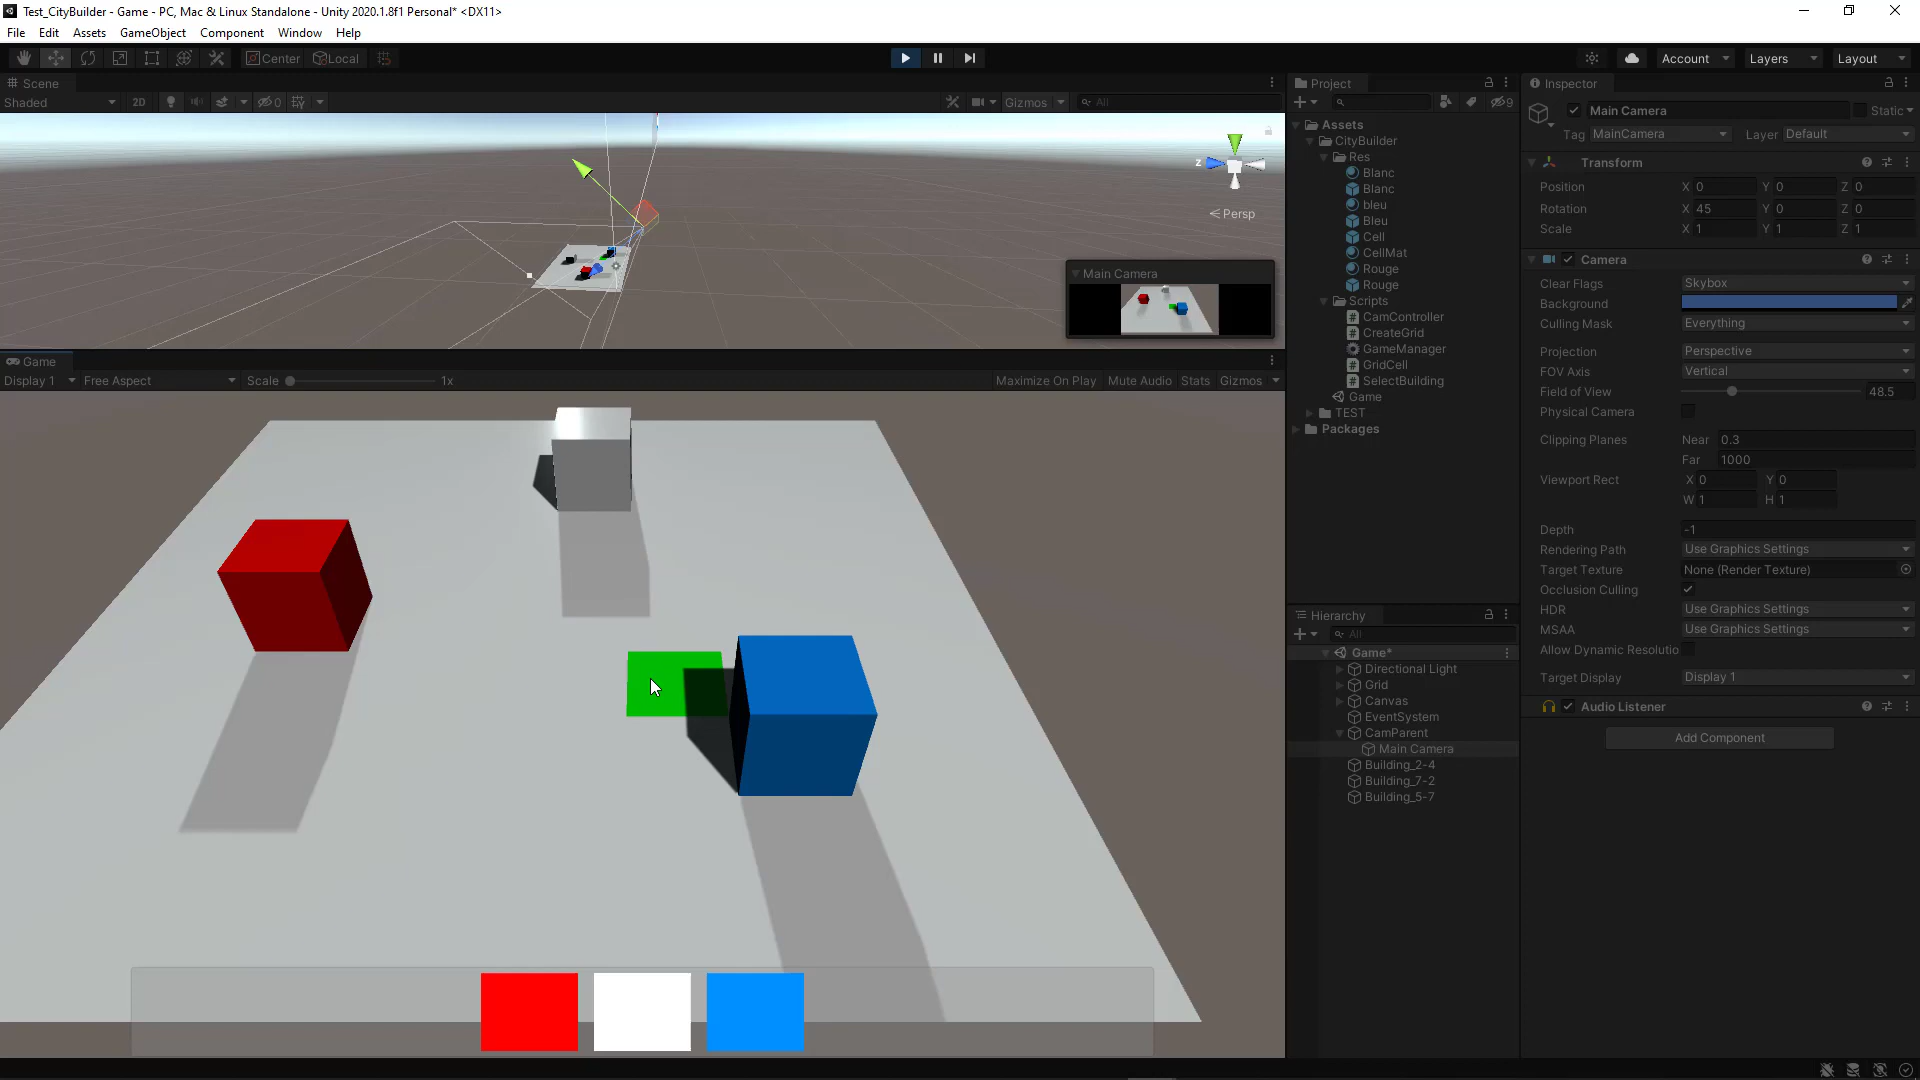 Test_CityBuilder - Game - PC, Mac & Linux Standalone - Unity 2020.1.8f1 Personal* <DX11>
File Edit Assets GameObject Component Window Help
Center Local
Account Layers Layout
Scene
Shaded 2D 0 Gizmos All
z
Persp
Main Camera
Game
Display 1 Free Aspect Scale 1x Maximize On Play Mute Audio Stats Gizmos
Project
9
Assets
CityBuilder
Res
Blanc
Blanc
bleu
Bleu
Cell
CellMat
Rouge
Rouge
Scripts
CamController
CreateGrid
GameManager
GridCell
SelectBuilding
Game
TEST
Packages
Hierarchy
All
Game*
Directional Light
Grid
Canvas
EventSystem
CamParent
Main Camera
Building_2-4
Building_7-2
Building_5-7
Inspector
Main Camera Static
Tag MainCamera Layer Default
Transform
Position X 0 Y 0 Z 0
Rotation X 45 Y 0 Z 0
Scale X 1 Y 1 Z 1
Camera
Clear Flags Skybox
Background
Culling Mask Everything
Projection Perspective
FOV Axis Vertical
Field of View 48.5
Physical Camera
Clipping Planes Near 0.3
Far 1000
Viewport Rect X 0 Y 0
W 1 H 1
Depth -1
Rendering Path Use Graphics Settings
Target Texture None (Render Texture)
Occlusion Culling
HDR Use Graphics Settings
MSAA Use Graphics Settings
Allow Dynamic Resolutio
Target Display Display 1
Audio Listener
Add Component